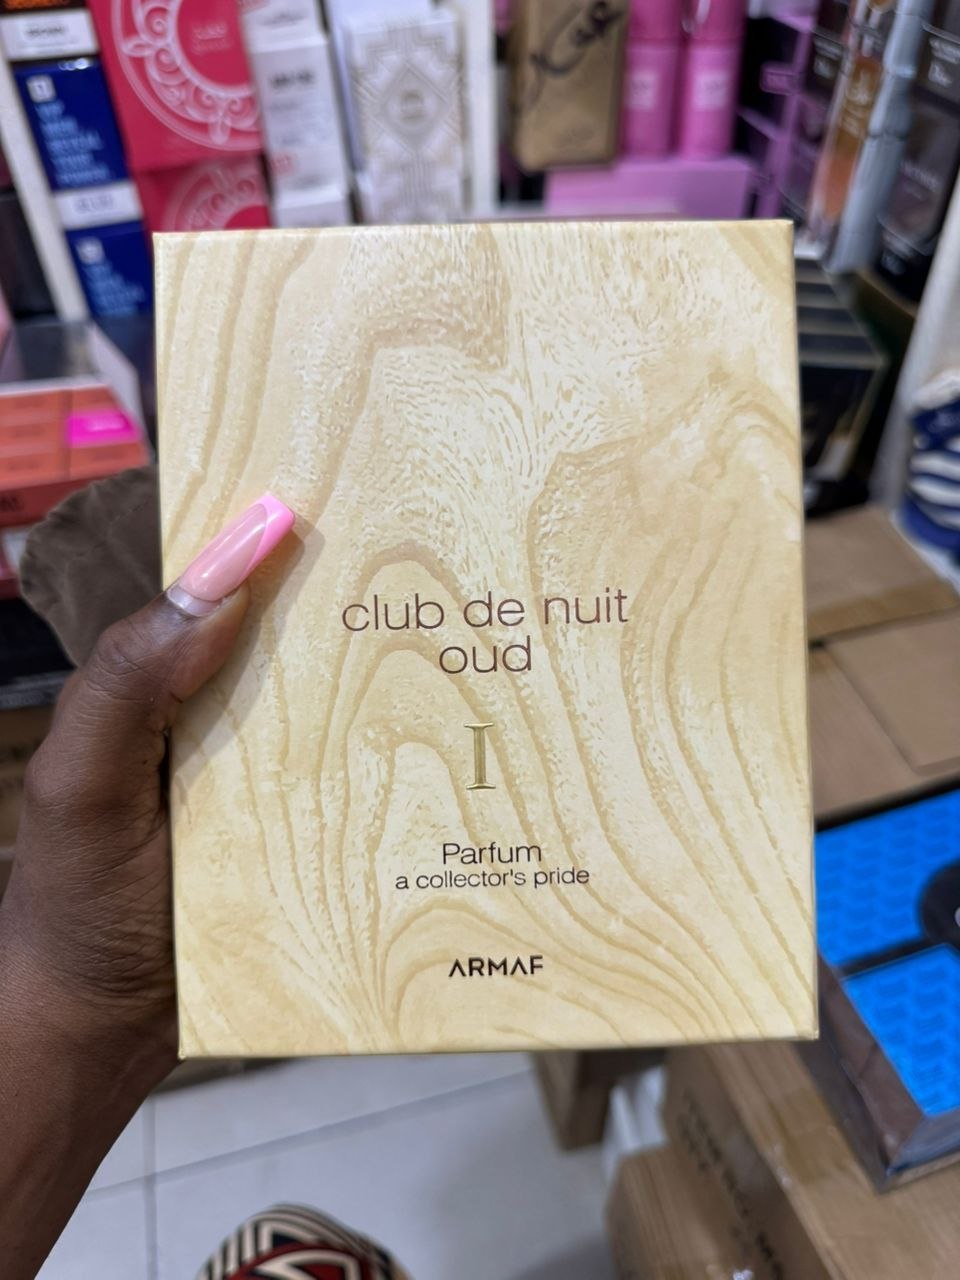 club de nuit
oud
I
Parfum
a collector's pride
ARMAF